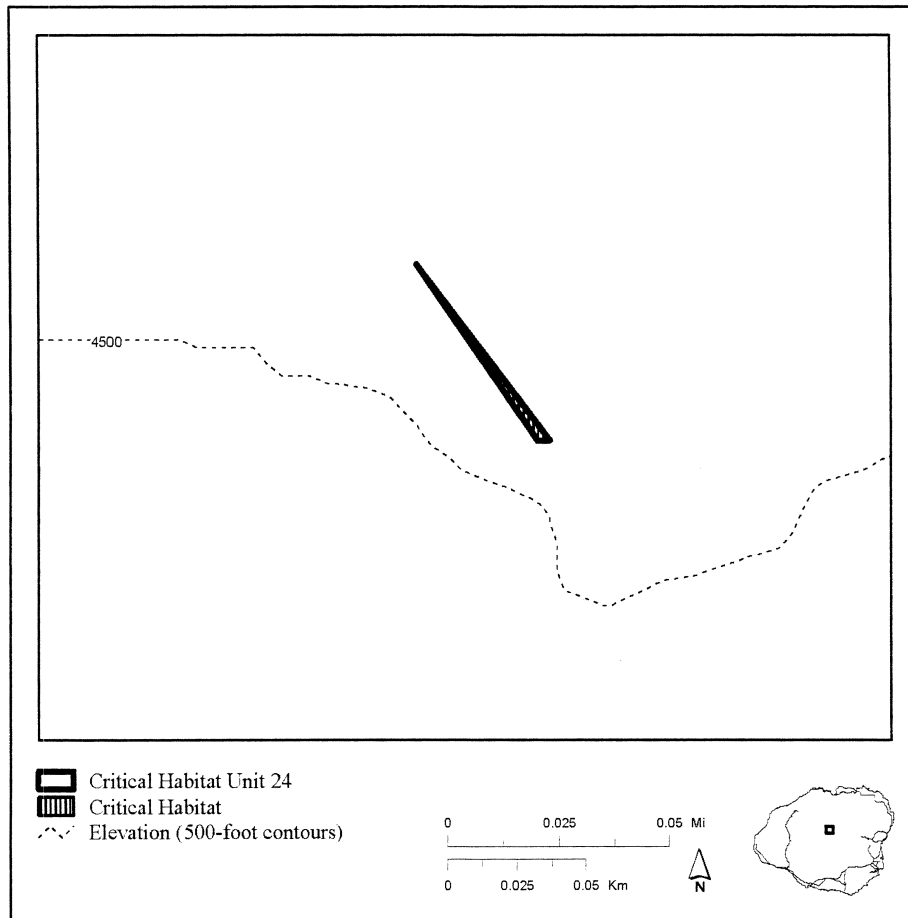 4500
Critical Habitat Unit 24
Critical Habitat
Elevation (500-foot contours)
0 0.025 0.05 Mi
0 0.025 0.05 Km
N